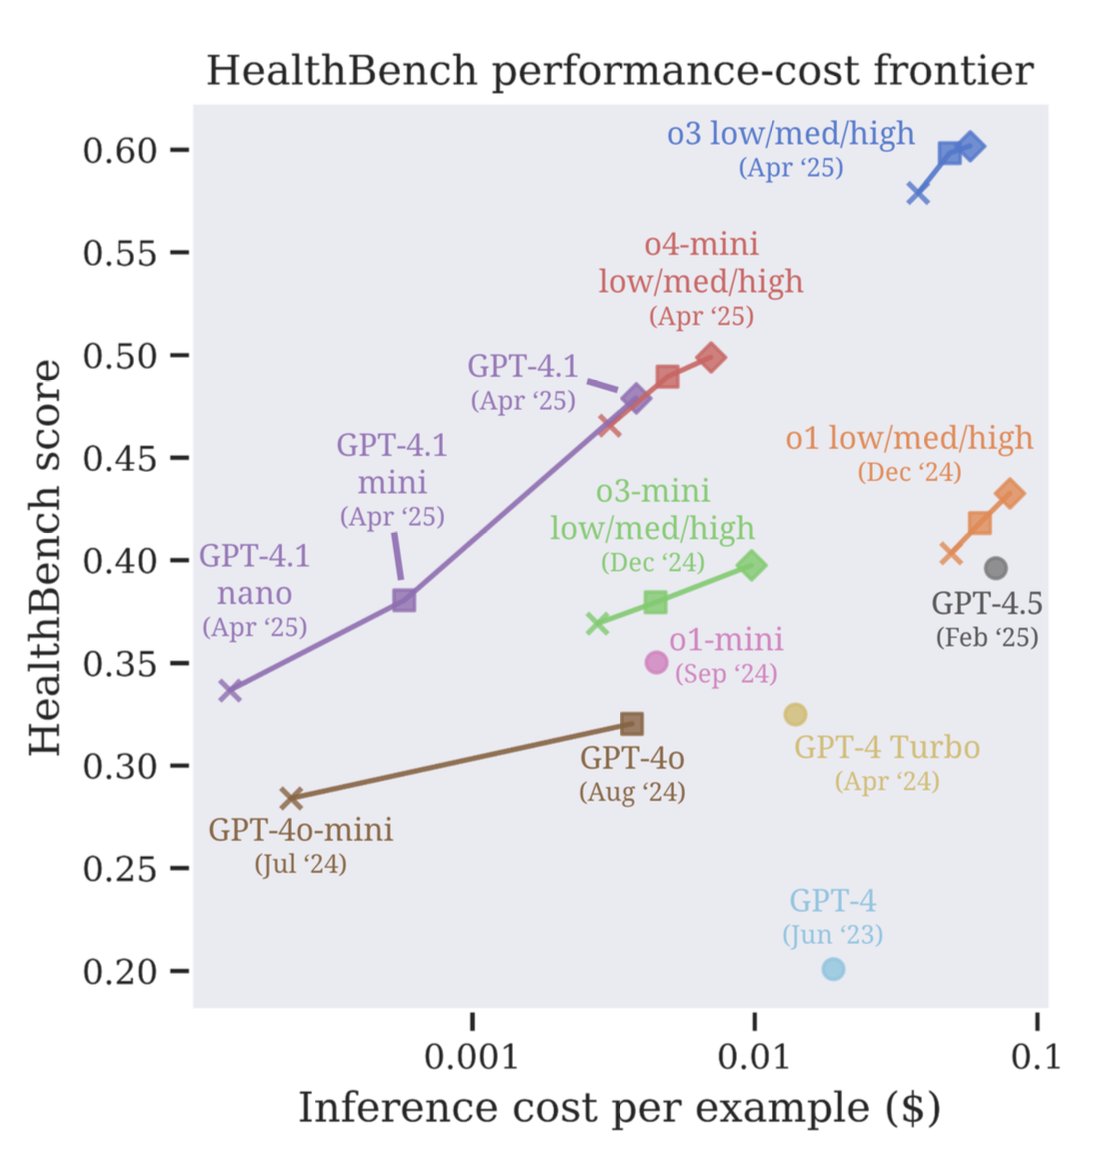 HealthBench performance-cost frontier
HealthBench score
0.60
0.55
0.50
0.45
0.40
0.35
0.30
0.25
0.20
o3 low/med/high
(Apr ‘25)
o4-mini
low/med/high
(Apr ‘25)
GPT-4.1
(Apr ‘25)
GPT-4.1
mini
(Apr ‘25)
GPT-4.1
nano
(Apr ‘25)
o1 low/med/high
(Dec ‘24)
o3-mini
low/med/high
(Dec ‘24)
GPT-4.5
(Feb ‘25)
o1-mini
(Sep ‘24)
GPT-4 Turbo
(Apr ‘24)
GPT-4o
(Aug ‘24)
GPT-4o-mini
(Jul ‘24)
GPT-4
(Jun ‘23)
0.001
0.01
0.1
Inference cost per example ($)